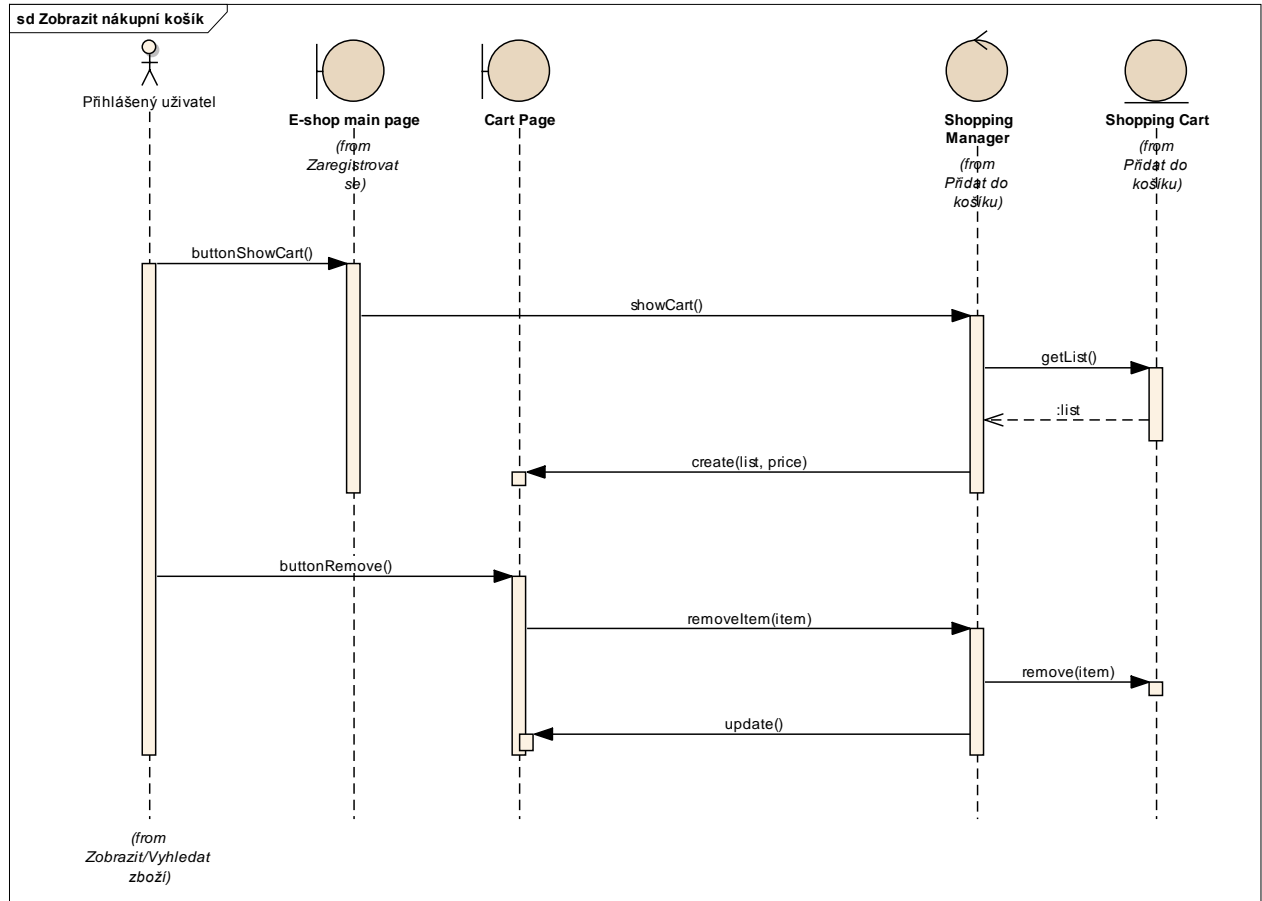 sd Zobrazit nákupní košík
Přihlášený uživatel
E-shop main page
(from
Zaregistrovat
se)
Cart Page
Shopping
Manager
(from
Přidat do
košíku)
Shopping Cart
(from
Přidat do
košíku)
buttonShowCart()
showCart()
getList()
:list
create(list, price)
buttonRemove()
removeItem(item)
remove(item)
update()
(from
Zobrazit/Vyhledat
zboží)